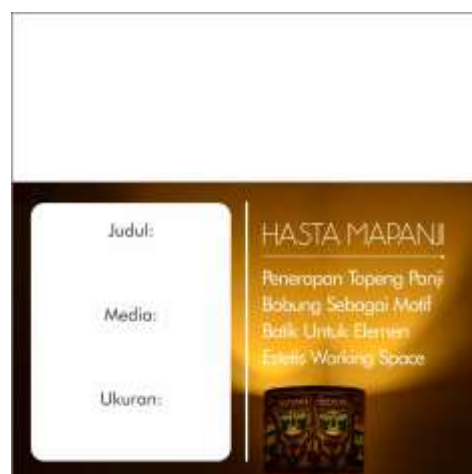 Judul:
Media:
Ukuran:
HASTA MAPANJI
Penerapan Topeng Panji
Bobung Sebagai Motif
Batik Untuk Elemen
Estetis Working Space